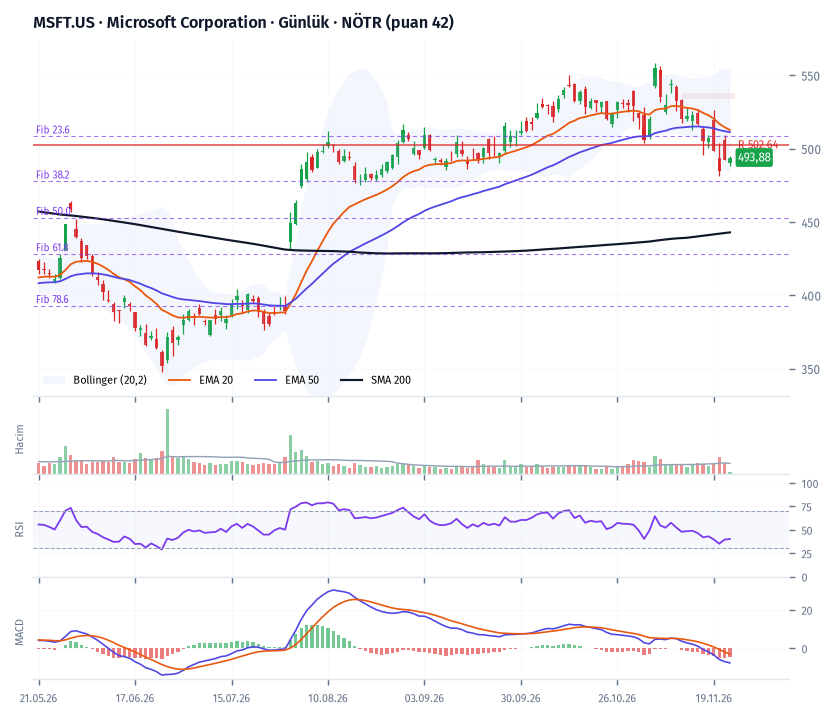 MSFT.US · Microsoft Corporation · Günlük · NÖTR (puan 42)
550
Fib 23.6
R 502.64
500
493,88
Fib 38.2
Fib 50.0
450
Fib 61.8
400
Fib 78.6
350
Bollinger (20,2) EMA 20 EMA 50 SMA 200
Hacim
100
75
RSI
50
25
0
MACD
20
0
21.05.26 17.06.26 15.07.26 10.08.26 03.09.26 30.09.26 26.10.26 19.11.26